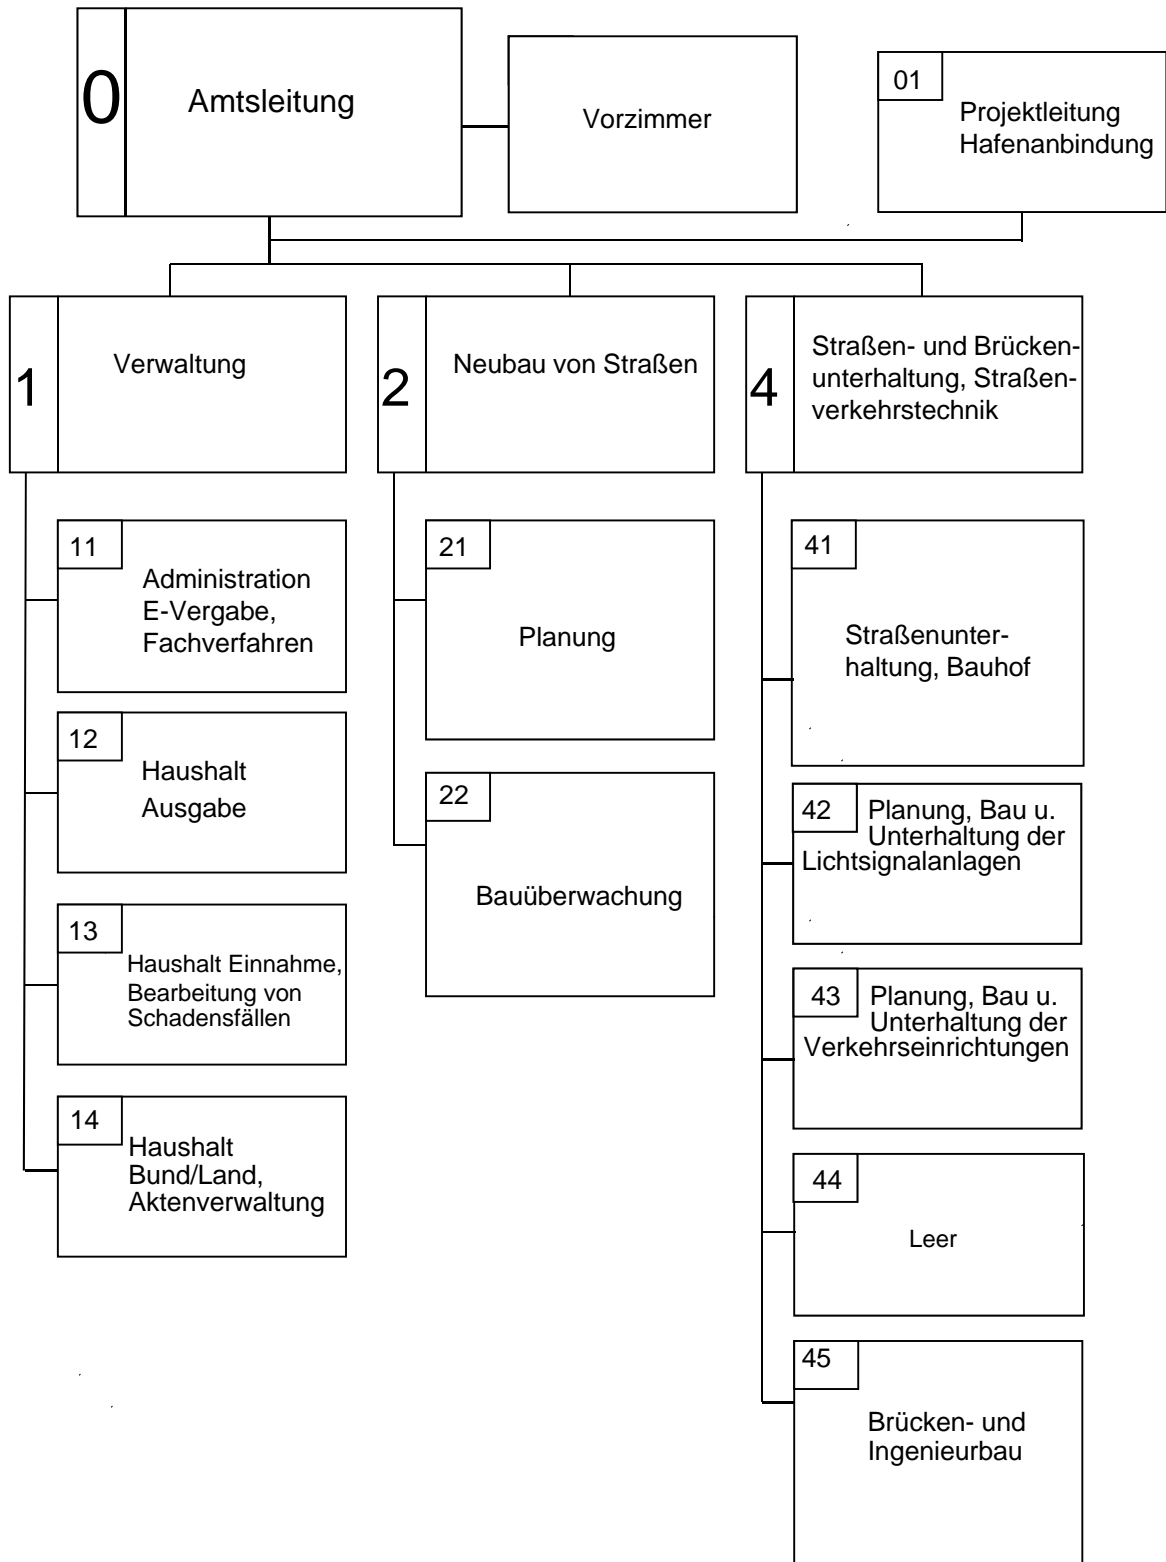 0
Amtsleitung
Vorzimmer
01
Projektleitung
Hafenanbindung
1
Verwaltung
2
Neubau von Straßen
4
Straßen- und Brücken-
unterhaltung, Straßen-
verkehrstechnik
11
Administration
E-Vergabe,
Fachverfahren
12
Haushalt
Ausgabe
13
Haushalt Einnahme,
Bearbeitung von
Schadensfällen
14
Haushalt
Bund/Land,
Aktenverwaltung
21
Planung
22
Bauüberwachung
41
Straßenunter-
haltung, Bauhof
42
Planung, Bau u.
Unterhaltung der
Lichtsignalanlagen
43
Planung, Bau u.
Unterhaltung der
Verkehrseinrichtungen
44
Leer
45
Brücken- und
Ingenieurbau